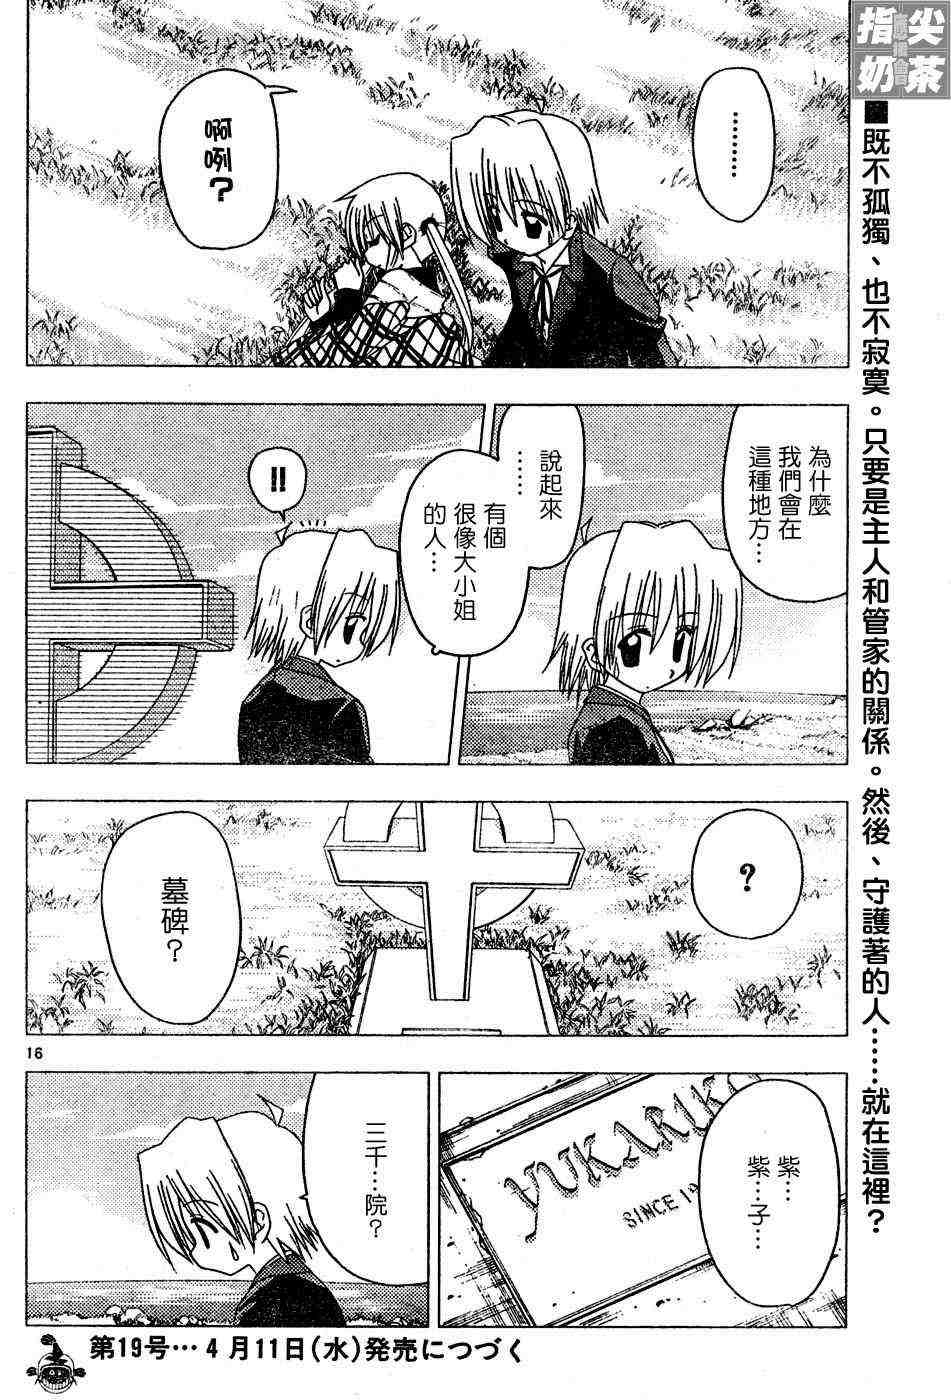 指尖
奶茶
■既不孤獨、也不寂寞。只要是主人和管家的關係。然後、守護著的人……就在這裡？
………
啊
咧？
為什麼
我們會在
這種地方…
說起來
……
有個
很像大小姐
的人…
!!
？
墓碑？
YUKARIKO
SINCE 19
紫…
紫…子…
三千…院？
16
第19号…4月11日(水)発売につづく